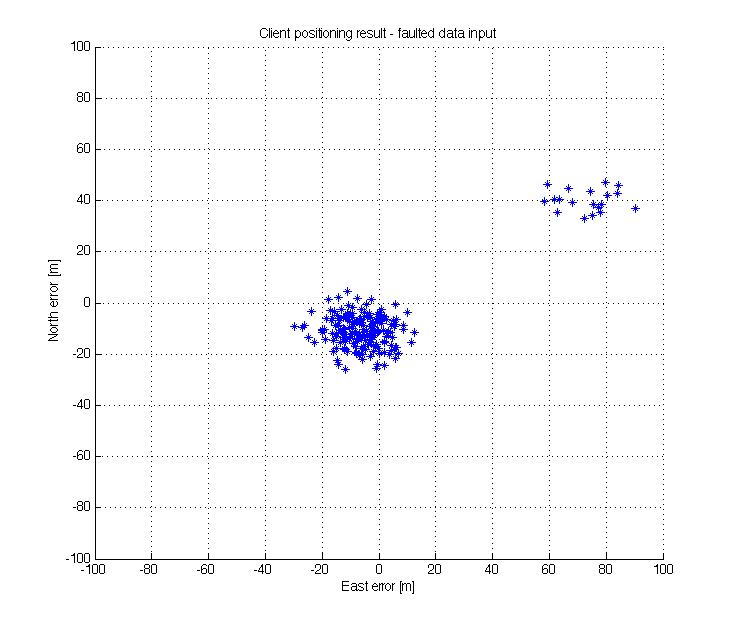 Client positioning result - faulted data input
100
80
60
40
20
0
-20
-40
-60
-80
-100
North error [m]
-100 -80 -60 -40 -20 0 20 40 60 80 100
East error [m]